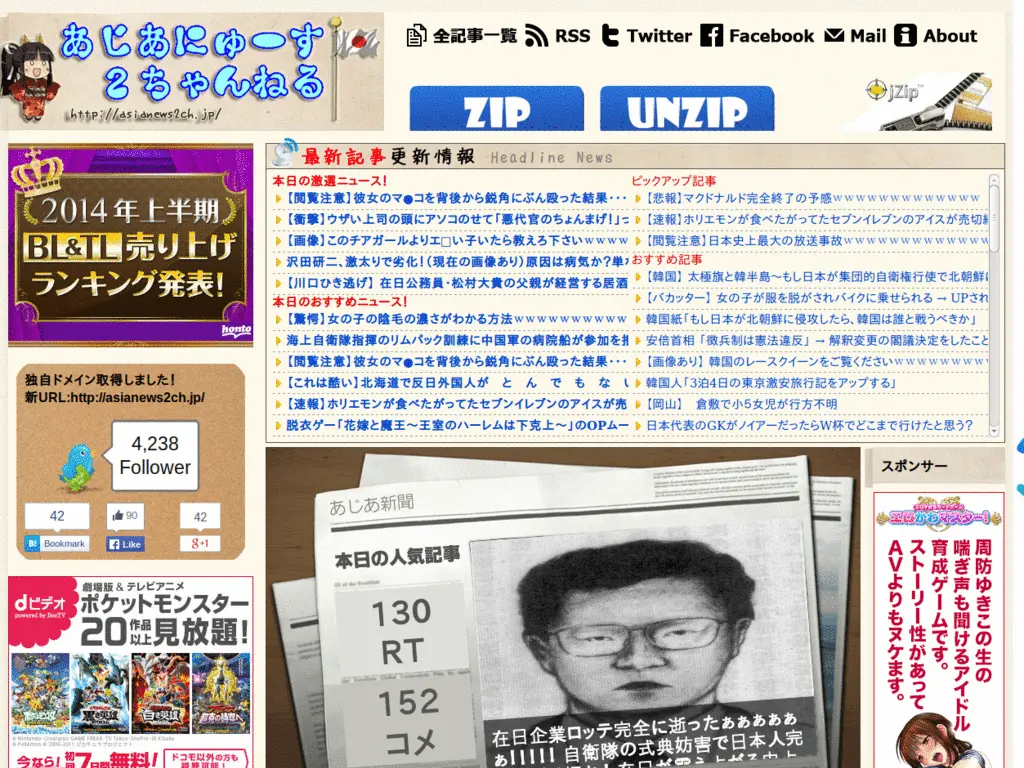 あじあにゅーす
2ちゃんねる
http://asianews2ch.jp/
全記事一覧 RSS Twitter Facebook Mail About
ZIP UNZIP jZip
2014年上半期
BL&TL売り上げ
ランキング発表!
honto
最新記事更新情報 Headline News
本日の激選ニュース!
【閲覧注意】彼女のマ●コを背後から鋭角にぶん殴った結果・・・
【衝撃】ウザい上司の頭にアソコのせて「悪代官のちょんまげ!」っ
【画像】このチアガールよりエ□い子いたら教えろ下さいｗｗｗｗ
沢田研二、激太りで劣化!(現在の画像あり)原因は病気か?単な
【川口ひき逃げ】 在日公務員・松村大貴の父親が経営する居酒
本日のおすすめニュース!
【驚愕】女の子の陰毛の濃さがわかる方法ｗｗｗｗｗｗｗｗｗｗ
海上自衛隊指揮のリムパック訓練に中国軍の病院船が参加を拒
【閲覧注意】彼女のマ●コを背後から鋭角にぶん殴った結果・・・
【これは酷い】北海道で反日外国人が と ん で も な い
【速報】ホリエモンが食べたがってたセブンイレブンのアイスが売
脱衣ゲー「花嫁と魔王～王室のハーレムは下克上～」のOPムー
ピックアップ記事
【悲報】マクドナルド完全終了の予感ｗｗｗｗｗｗｗｗｗｗｗｗｗ
【速報】ホリエモンが食べたがってたセブンイレブンのアイスが売切
【閲覧注意】日本史上最大の放送事故ｗｗｗｗｗｗｗｗｗｗｗｗｗ
おすすめ記事
【韓国】 太極旗と韓半島～もし日本が集団的自衛権行使で北朝鮮に
【バカッター】 女の子が服を脱がされバイクに乗せられる → UPされ
韓国紙「もし日本が北朝鮮に侵攻したら、韓国は誰と戦うべきか」
安倍首相 「徴兵制は憲法違反」 → 解釈変更の閣議決定をしたこと
【画像あり】 韓国のレースクイーンをご覧くださいｗｗｗｗｗｗｗｗ
韓国人「3泊4日の東京激安旅行記をアップする」
【岡山】 倉敷で小5女児が行方不明
日本代表のGKがノイアーだったらW杯でどこまで行けたと思う?
独自ドメイン取得しました!
新URL:http://asianews2ch.jp/
4,238
Follower
42 90 42
B! Bookmark Like g+1
dビデオ
powered by BeeTV
劇場版 & テレビアニメ
ポケットモンスター
20作品以上見放題!
今なら! 初回7日間無料! ドコモ以外の方も
あじあ新聞
本日の人気記事
130
RT
152
コメ
在日企業ロッテ完全に逝ったぁぁぁぁぁ
ぁ!!!!! 自衛隊の式典妨害で日本人完
スポンサー
周防ゆきこの生の
喘ぎ声も聞けるアイドル
育成ゲームです。
ストーリー性があって
AVよりもヌケます。